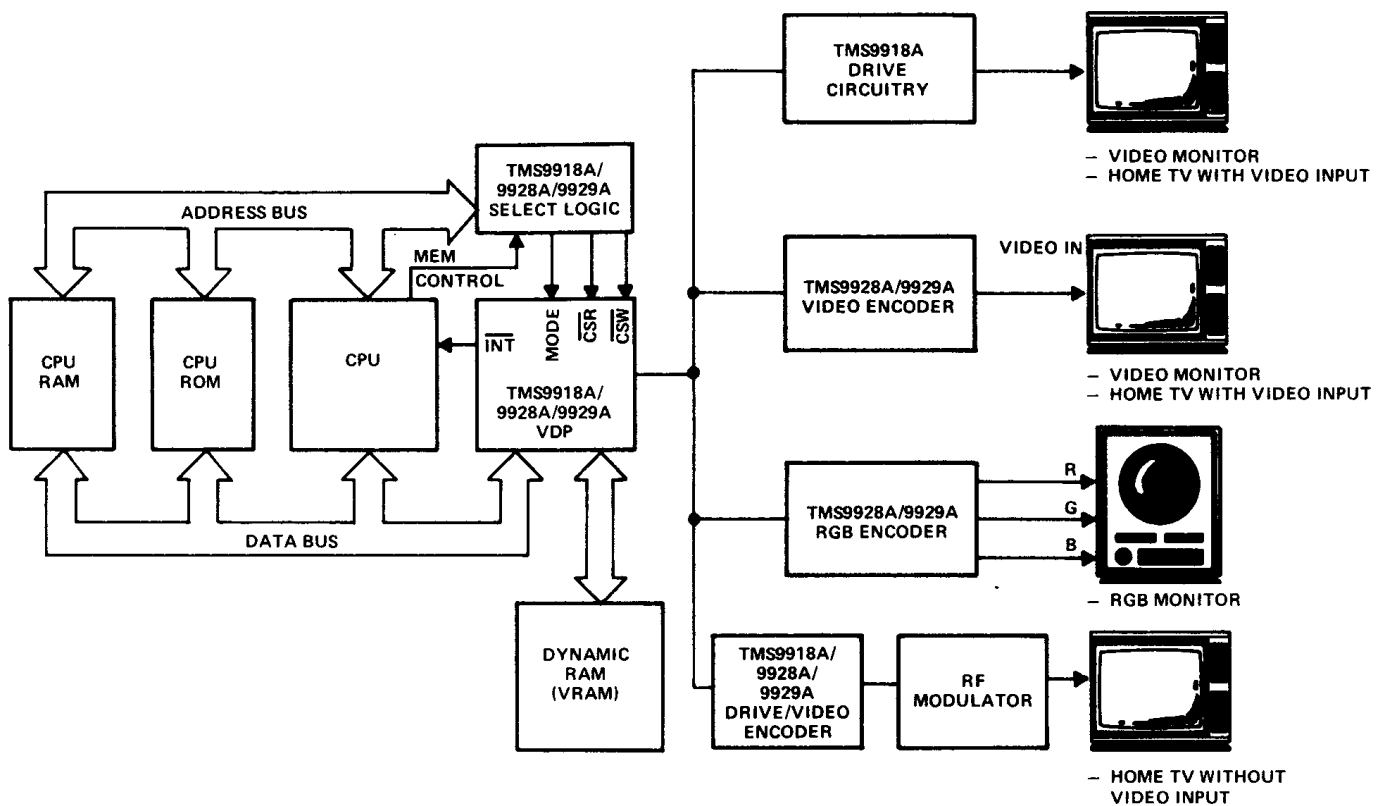 TMS9918A
DRIVE
CIRCUITRY
– VIDEO MONITOR
– HOME TV WITH VIDEO INPUT
TMS9918A/
9928A/9929A
SELECT LOGIC
ADDRESS BUS
MEM
CONTROL
CPU
RAM
CPU
ROM
CPU
INT
MODE
CSR
CSW
TMS9918A/
9928A/9929A
VDP
DATA BUS
DYNAMIC
RAM
(VRAM)
VIDEO IN
TMS9928A/9929A
VIDEO ENCODER
– VIDEO MONITOR
– HOME TV WITH VIDEO INPUT
TMS9928A/9929A
RGB ENCODER
R
G
B
– RGB MONITOR
TMS9918A/
9928A/
9929A
DRIVE/VIDEO
ENCODER
RF
MODULATOR
– HOME TV WITHOUT
VIDEO INPUT